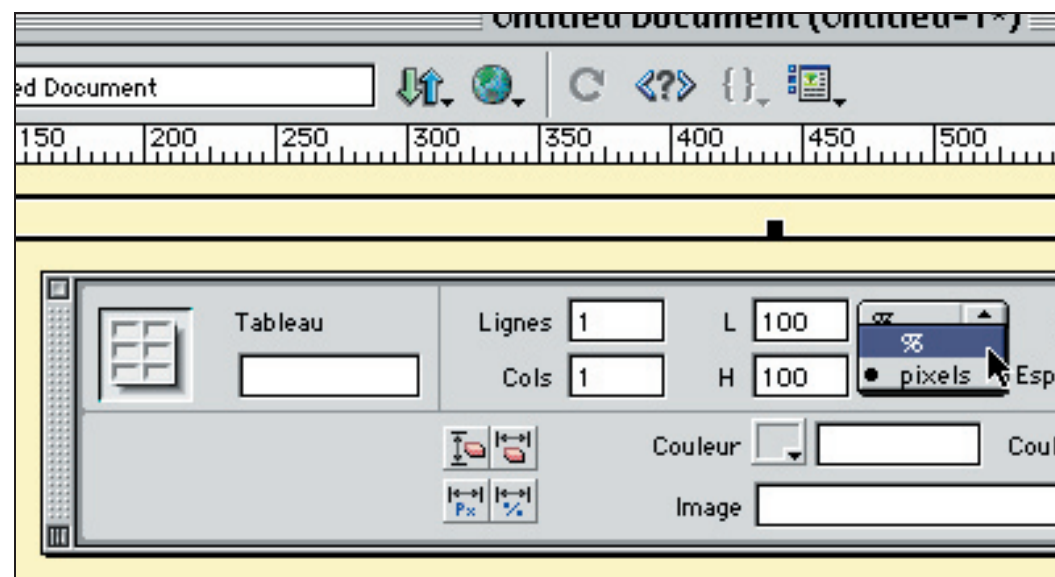 Untitled Document (Untitled-1*)
ed Document
150 200 250 300 350 400 450 500
Tableau
Lignes 1 L 100 %
%
Cols 1 H 100 pixels Esp
Couleur Coul
Px %
Image